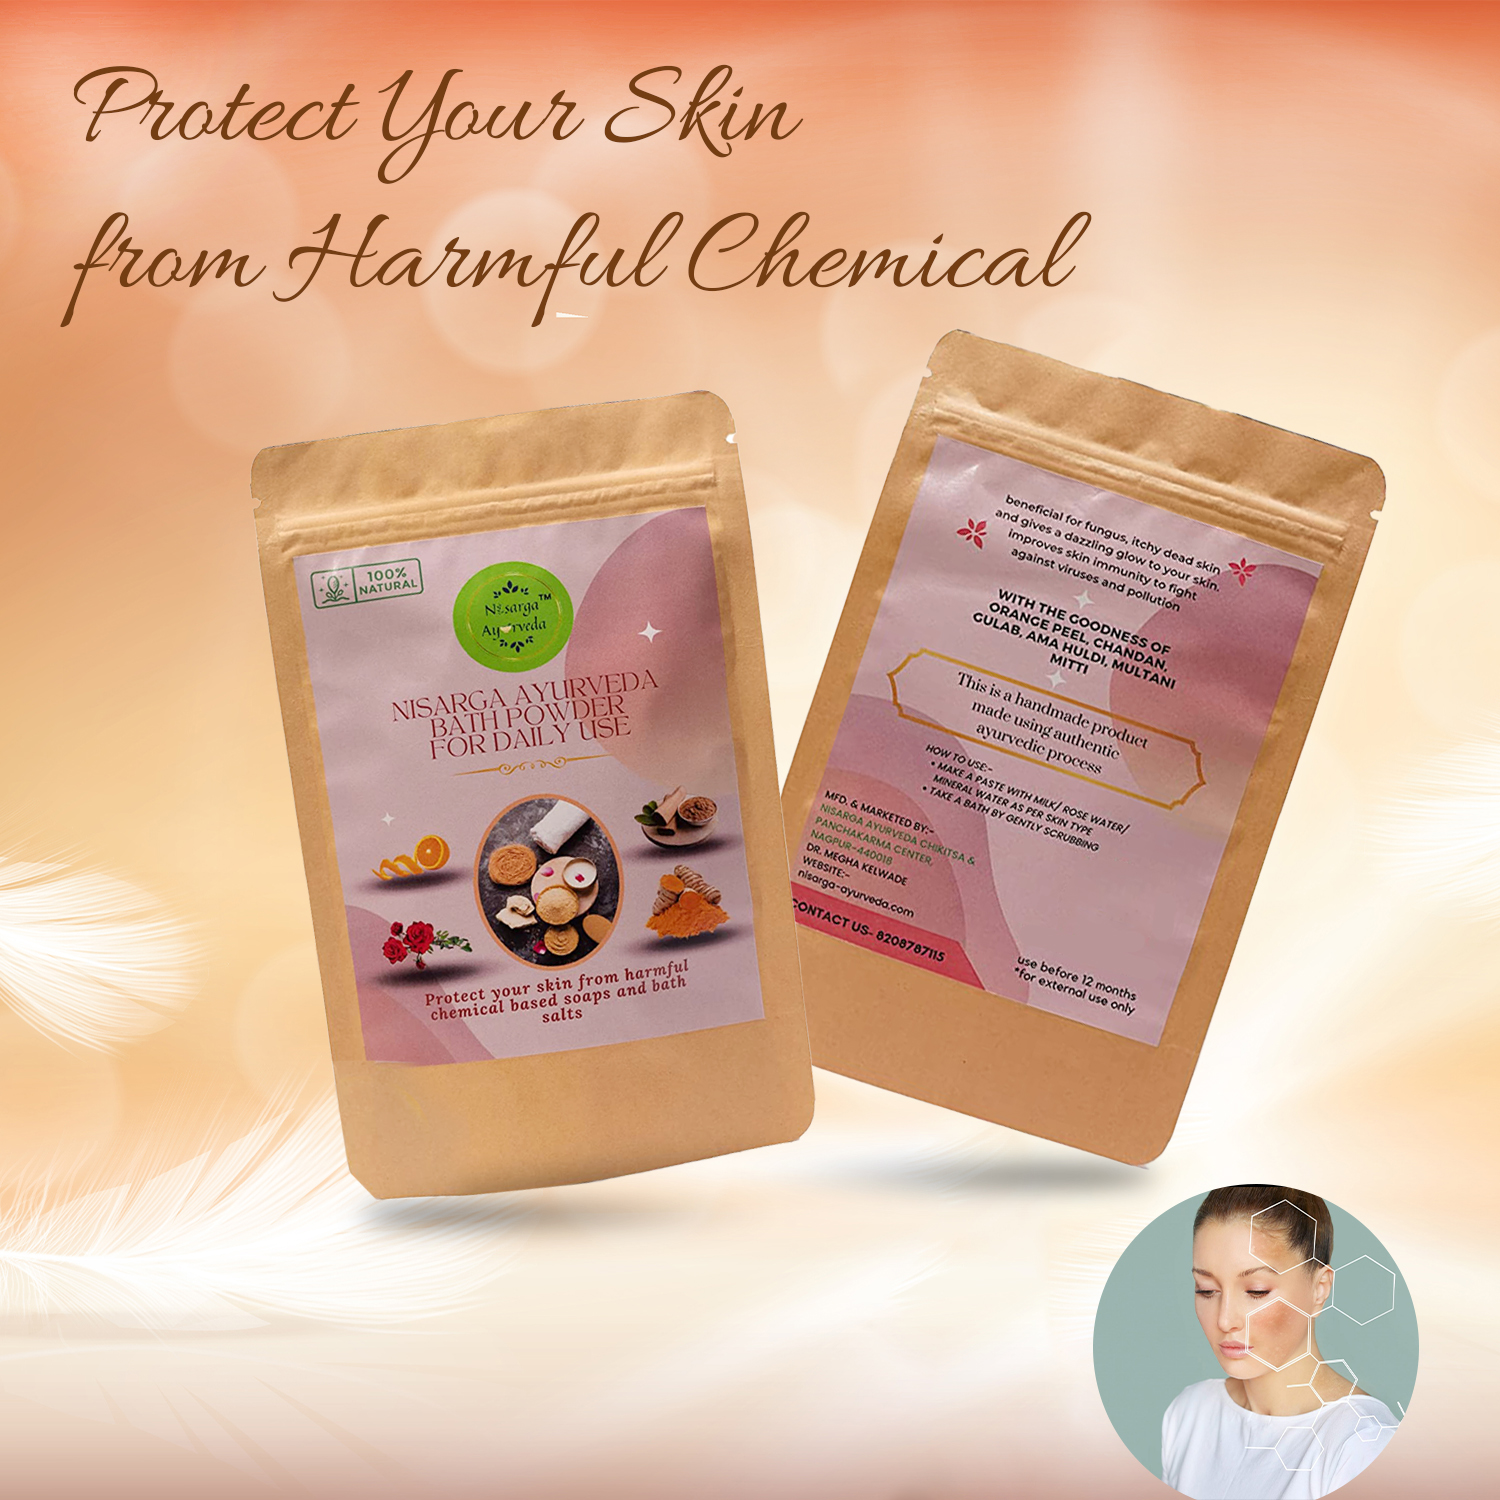 Protect Your Skin
from Harmful Chemical
100%
NATURAL
Nisarga TM
Ayurveda
NISARGA AYURVEDA
BATH POWDER
FOR DAILY USE
Protect your skin from harmful
chemical based soaps and bath
salts
beneficial for fungus, itchy dead skin
and gives a dazzling glow to your skin.
improves skin immunity to fight
against viruses and pollution
WITH THE GOODNESS OF
ORANGE PEEL, CHANDAN,
GULAB, AMA HULDI, MULTANI
MITTI
This is a handmade product
made using authentic
ayurvedic process
HOW TO USE:-
• MAKE A PASTE WITH MILK/ ROSE WATER/
MINERAL WATER AS PER SKIN TYPE
• TAKE A BATH BY GENTLY SCRUBBING
MFD. & MARKETED BY:-
NISARGA AYURVEDA CHIKITSA &
PANCHAKARMA CENTER,
NAGPUR-440018
DR. MEGHA KELWADE
WEBSITE:-
nisarga-ayurveda.com
CONTACT US- 8208787115
use before 12 months
*for external use only